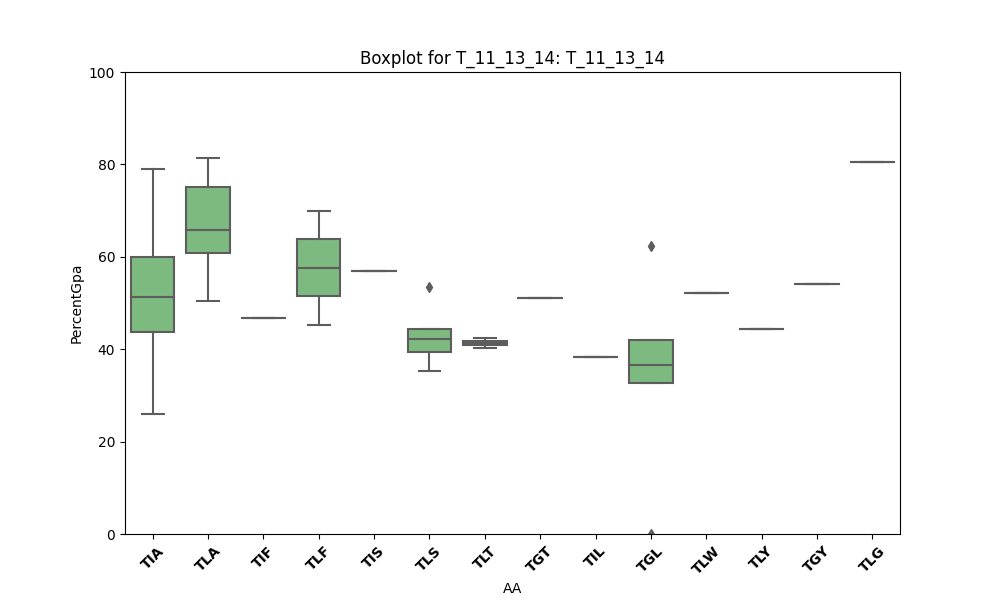 Boxplot for T_11_13_14: T_11_13_14
PercentGpa
100
80
60
40
20
0
TIA TLA TIF TLF TIS TLS TLT TGT TIL TGL TLW TLY TGY TLG
AA